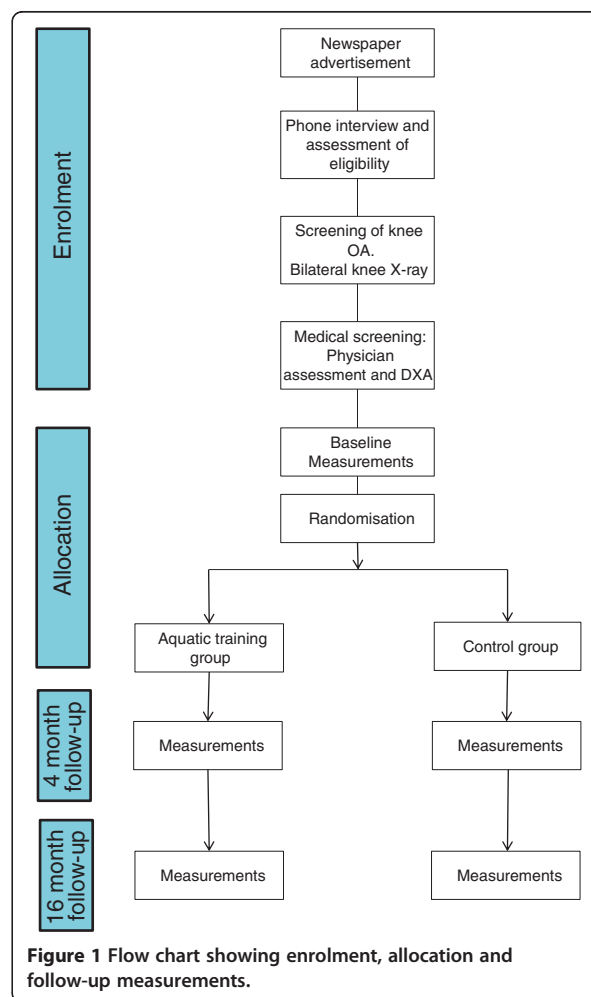 Enrolment
Newspaper
advertisement
Phone interview and
assessment of
eligibility
Screening of knee
OA.
Bilateral knee X-ray
Medical screening:
Physician
assessment and DXA
Allocation
Baseline
Measurements
Randomisation
Aquatic training
group
Control group
4 month
follow-up
Measurements
Measurements
16 month
follow-up
Measurements
Measurements
Figure 1 Flow chart showing enrolment, allocation and
follow-up measurements.